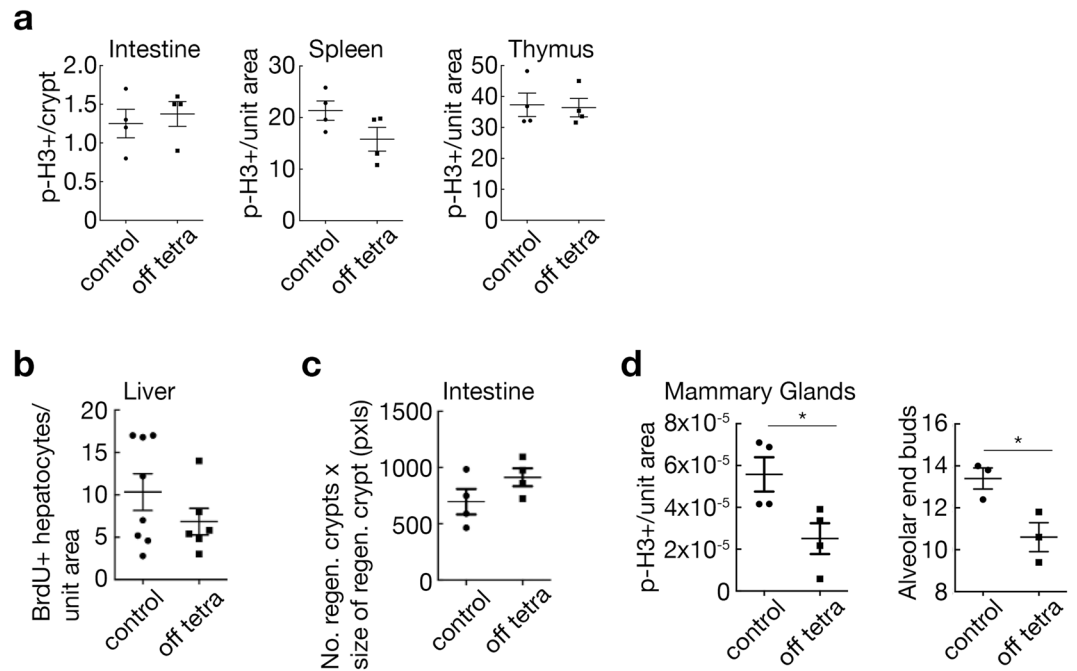 a
Intestine
p-H3+/crypt
2.0
1.5
1.0
0.5
0
control
off tetra
Spleen
p-H3+/unit area
30
20
10
0
control
off tetra
Thymus
p-H3+/unit area
50
40
30
20
10
0
control
off tetra
b
Liver
BrdU+ hepatocytes/
unit area
20
15
10
5
0
control
off tetra
c
Intestine
No. regen. crypts x
size of regen. crypt (pxls)
1500
1000
500
0
control
off tetra
d
Mammary Glands
p-H3+/unit area
8x10⁻⁵
6x10⁻⁵
4x10⁻⁵
2x10⁻⁵
0
*
control
off tetra
Alveolar end buds
16
14
12
10
8
*
control
off tetra